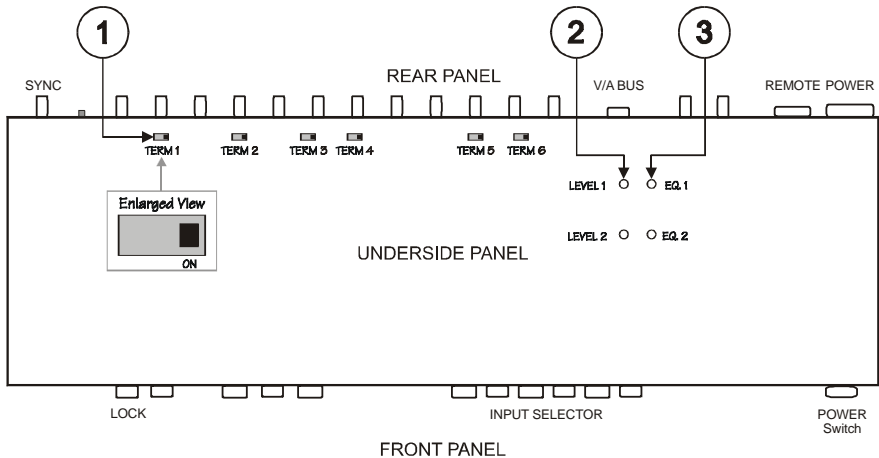 1
2
3
REAR PANEL
SYNC
V/A BUS
REMOTE POWER
TERM 1
TERM 2
TERM 3
TERM 4
TERM 5
TERM 6
LEVEL 1
EQ. 1
Enlarged View
ON
LEVEL 2
EQ. 2
UNDERSIDE PANEL
LOCK
INPUT SELECTOR
POWER
Switch
FRONT PANEL